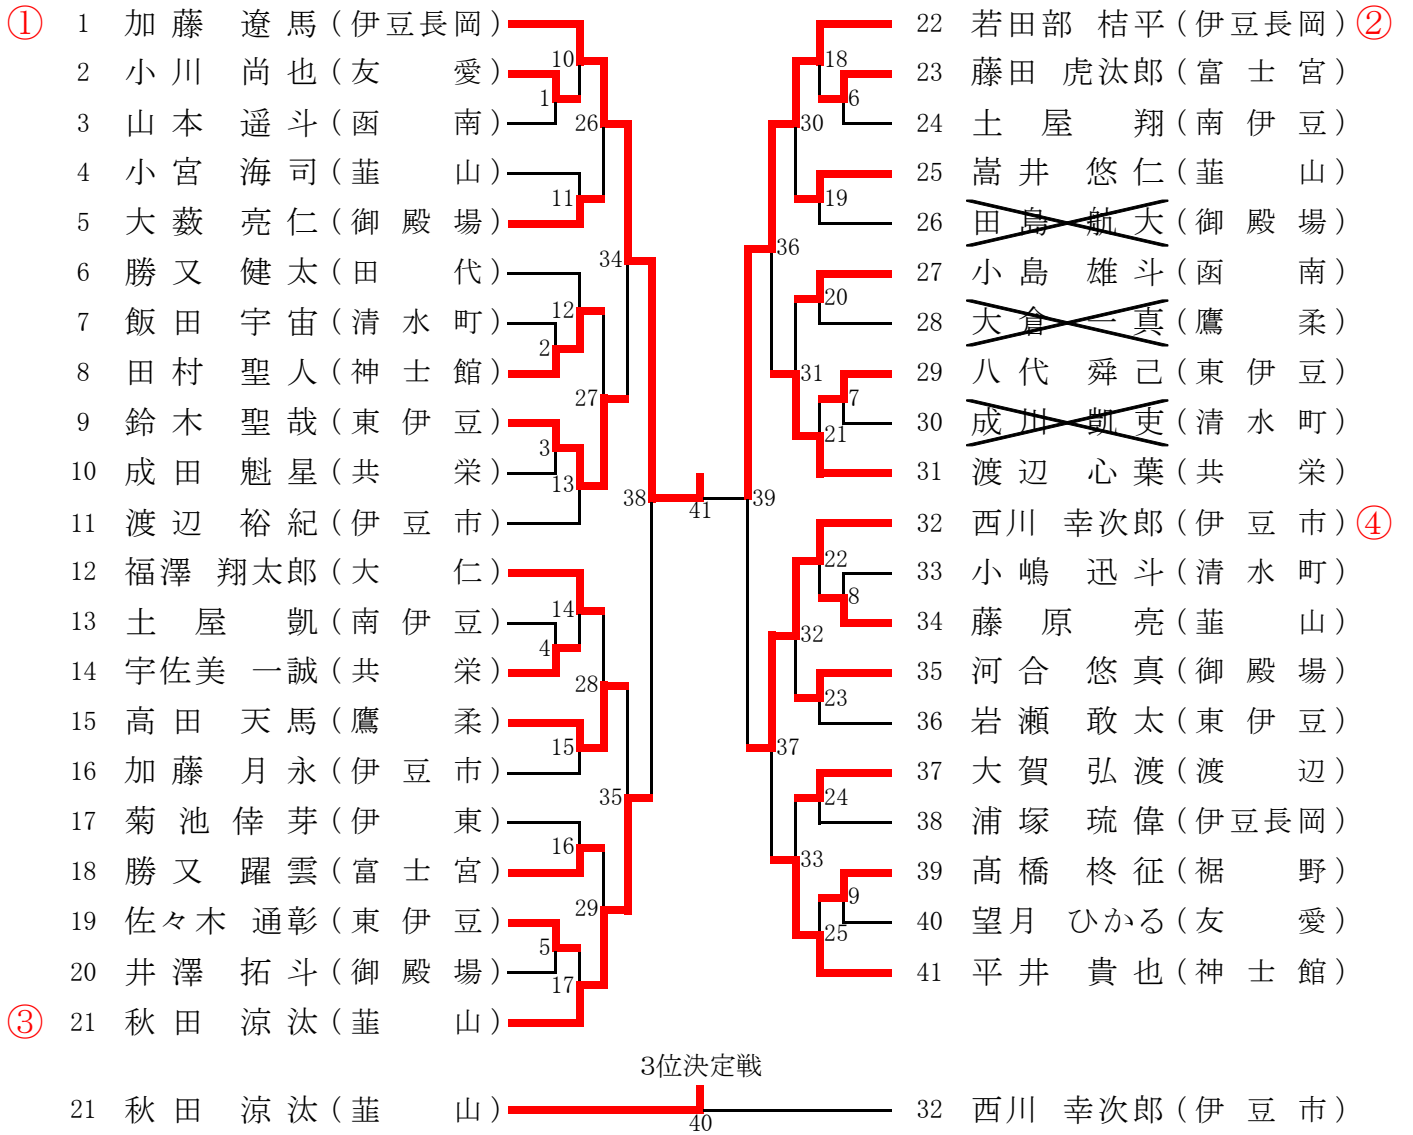 ① 1 加藤 遼馬 (伊豆長岡)
22 若田部 桔平 (伊豆長岡) ②
10
18
2 小川 尚也 (友愛)
23 藤田 虎汰郎 (富士宮)
1
6
3 山本 遥斗 (函南)
26
30
24 土屋 翔 (南伊豆)
4 小宮 海司 (韮山)
25 嵩井 悠仁 (韮山)
11
19
5 大薮 亮仁 (御殿場)
26 田島 航大 (御殿場)
34
36
6 勝又 健太 (田代)
27 小島 雄斗 (函南)
12
20
7 飯田 宇宙 (清水町)
28 大倉 一真 (鷹柔)
2
8 田村 聖人 (神士館)
31
29 八代 舜己 (東伊豆)
27
7
9 鈴木 聖哉 (東伊豆)
30 成川 凱吏 (清水町)
3
21
10 成田 魁星 (共栄)
31 渡辺 心葉 (共栄)
13
38
41
39
11 渡辺 裕紀 (伊豆市)
32 西川 幸次郎 (伊豆市) ④
22
12 福澤 翔太郎 (大仁)
33 小嶋 迅斗 (清水町)
14
8
13 土屋 凱 (南伊豆)
34 藤原 亮 (韮山)
4
32
14 宇佐美 一誠 (共栄)
35 河合 悠真 (御殿場)
28
23
15 高田 天馬 (鷹柔)
36 岩瀬 敢太 (東伊豆)
15
37
16 加藤 月永 (伊豆市)
37 大賀 弘渡 (渡辺)
35
24
17 菊池 倖芽 (伊東)
38 浦塚 琉偉 (伊豆長岡)
16
33
18 勝又 躍雲 (富士宮)
39 髙橋 柊征 (裾野)
29
9
19 佐々木 通彰 (東伊豆)
40 望月 ひかる (友愛)
5
25
20 井澤 拓斗 (御殿場)
41 平井 貴也 (神士館)
17
③ 21 秋田 涼汰 (韮山)
3位決定戦
21 秋田 涼汰 (韮山)
40
32 西川 幸次郎 (伊豆市)